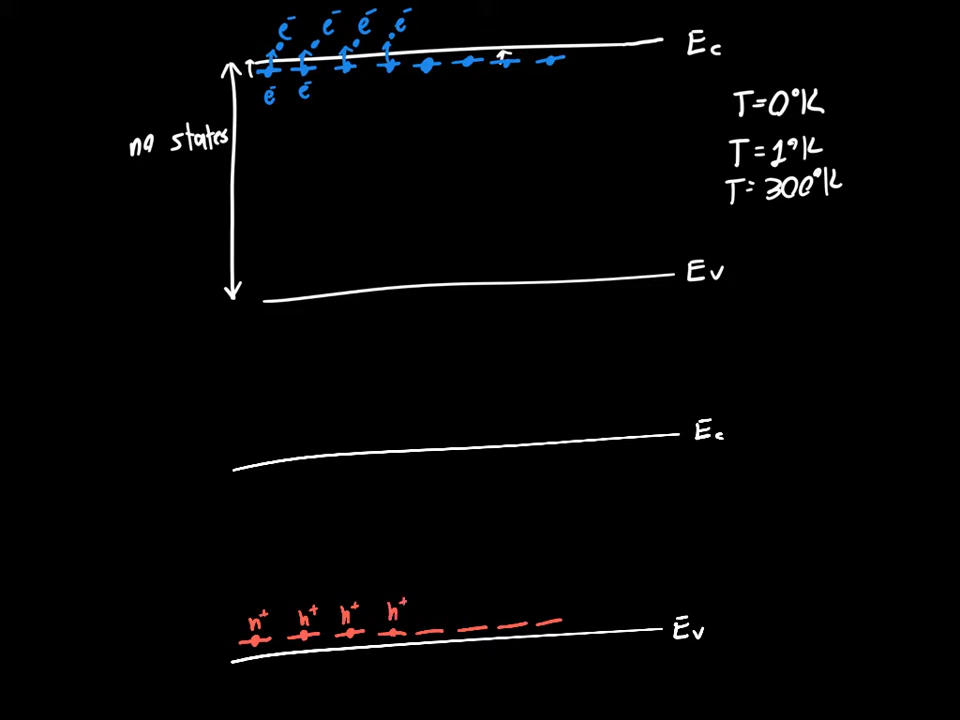 e⁻ e⁻ e⁻ e⁻
Ec
e⁻ e⁻
T=0°K
no states
T=1°K
T=300°K
Ev
Ec
h⁺ h⁺ h⁺ h⁺
Ev